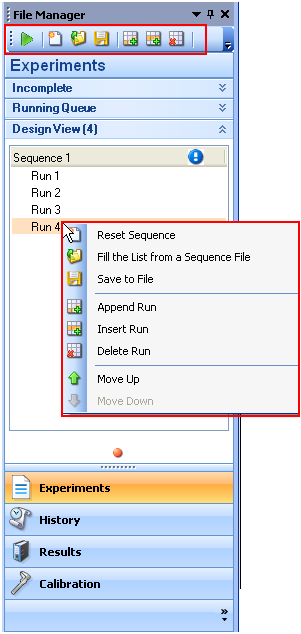 File Manager
Experiments
Incomplete
Running Queue
Design View (4)
Sequence 1
Run 1
Run 2
Run 3
Run 4
Reset Sequence
Fill the List from a Sequence File
Save to File
Append Run
Insert Run
Delete Run
Move Up
Move Down
Experiments
History
Results
Calibration